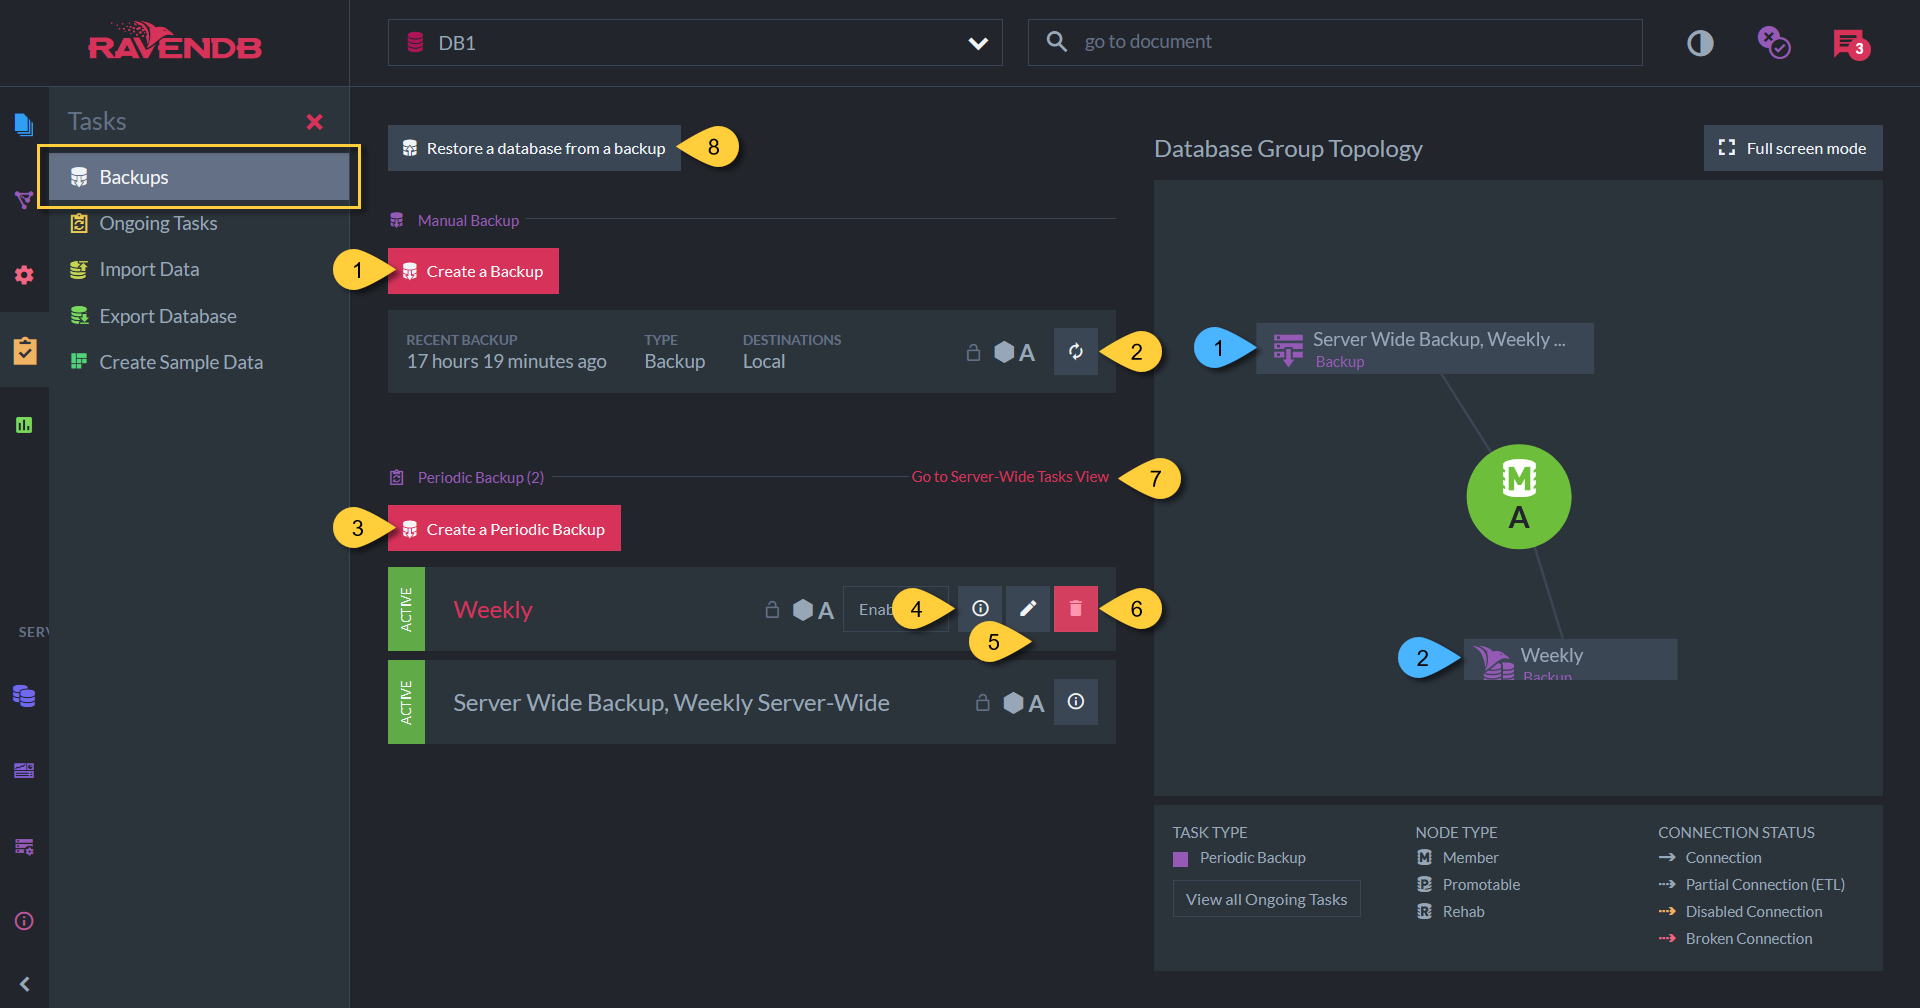 RAVENDB
DB1
go to document
3
Tasks
Backups
Ongoing Tasks
Import Data
Export Database
Create Sample Data
SERV
Restore a database from a backup
8
Manual Backup
1
Create a Backup
RECENT BACKUP
17 hours 19 minutes ago
TYPE
Backup
DESTINATIONS
Local
A
2
Periodic Backup (2)
Go to Server-Wide Tasks View
7
3
Create a Periodic Backup
ACTIVE
Weekly
A
Enab
4
5
6
ACTIVE
Server Wide Backup, Weekly Server-Wide
A
Database Group Topology
Full screen mode
1
Server Wide Backup, Weekly ...
Backup
M
A
2
Weekly
Backup
TASK TYPE
Periodic Backup
View all Ongoing Tasks
NODE TYPE
M Member
P Promotable
R Rehab
CONNECTION STATUS
Connection
Partial Connection (ETL)
Disabled Connection
Broken Connection